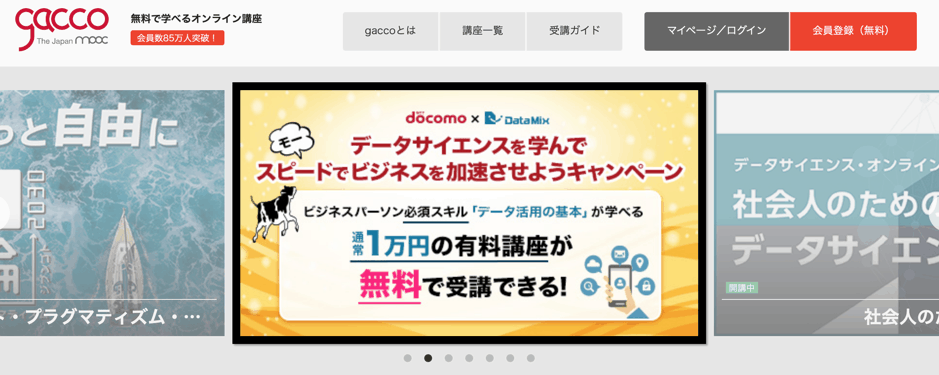 gacco
The Japan mooc
無料で学べるオンライン講座
会員数85万人突破！
gaccoとは
講座一覧
受講ガイド
マイページ／ログイン
会員登録（無料）
っと自由に
2030
ト・プラグマティズム・…
döcomo × DataMix
モー
データサイエンスを学んで
スピードでビジネスを加速させようキャンペーン
ビジネスパーソン必須スキル「データ活用の基本」が学べる
通常1万円の有料講座が
無料で受講できる!
データサイエンス・オンライン
社会人のための
データサイエン
開講中
社会人のた